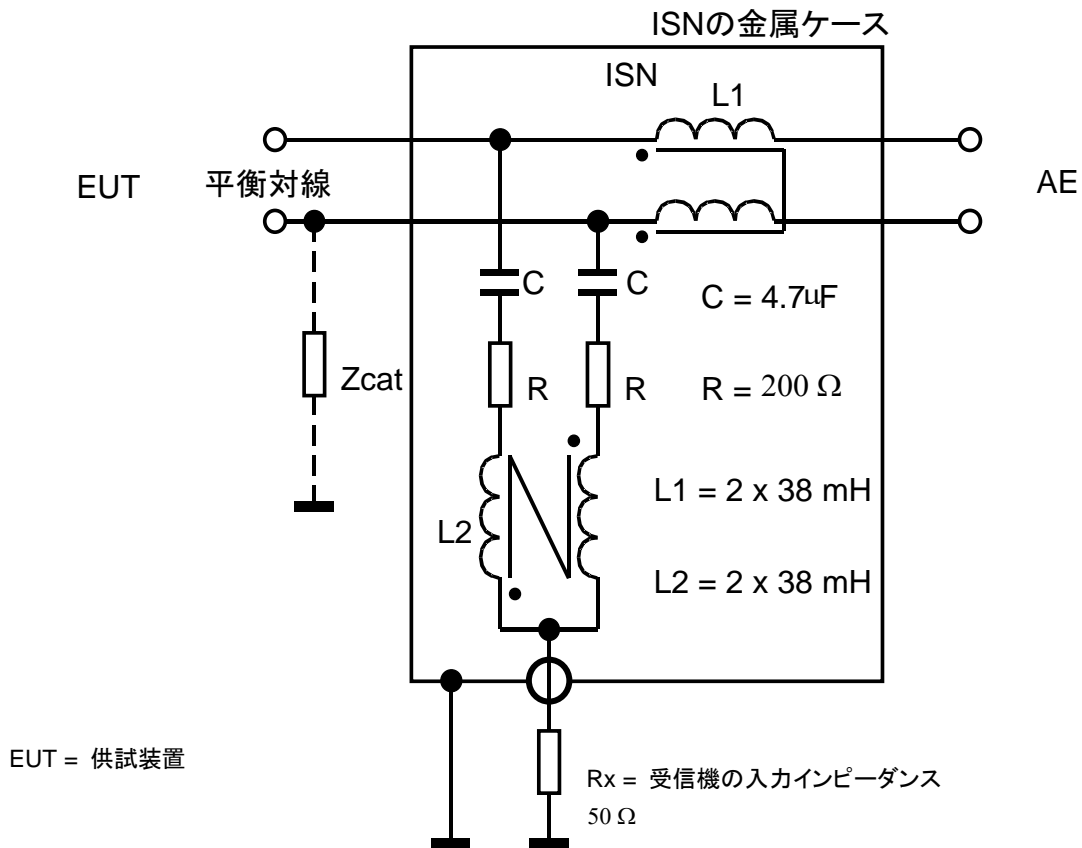 ISNの金属ケース
ISN
L1
EUT
平衡対線
AE
C
C
C = 4.7μF
Zcat
R
R
R = 200 Ω
L1 = 2 x 38 mH
L2
L2 = 2 x 38 mH
EUT = 供試装置
Rx = 受信機の入力インピーダンス
50 Ω